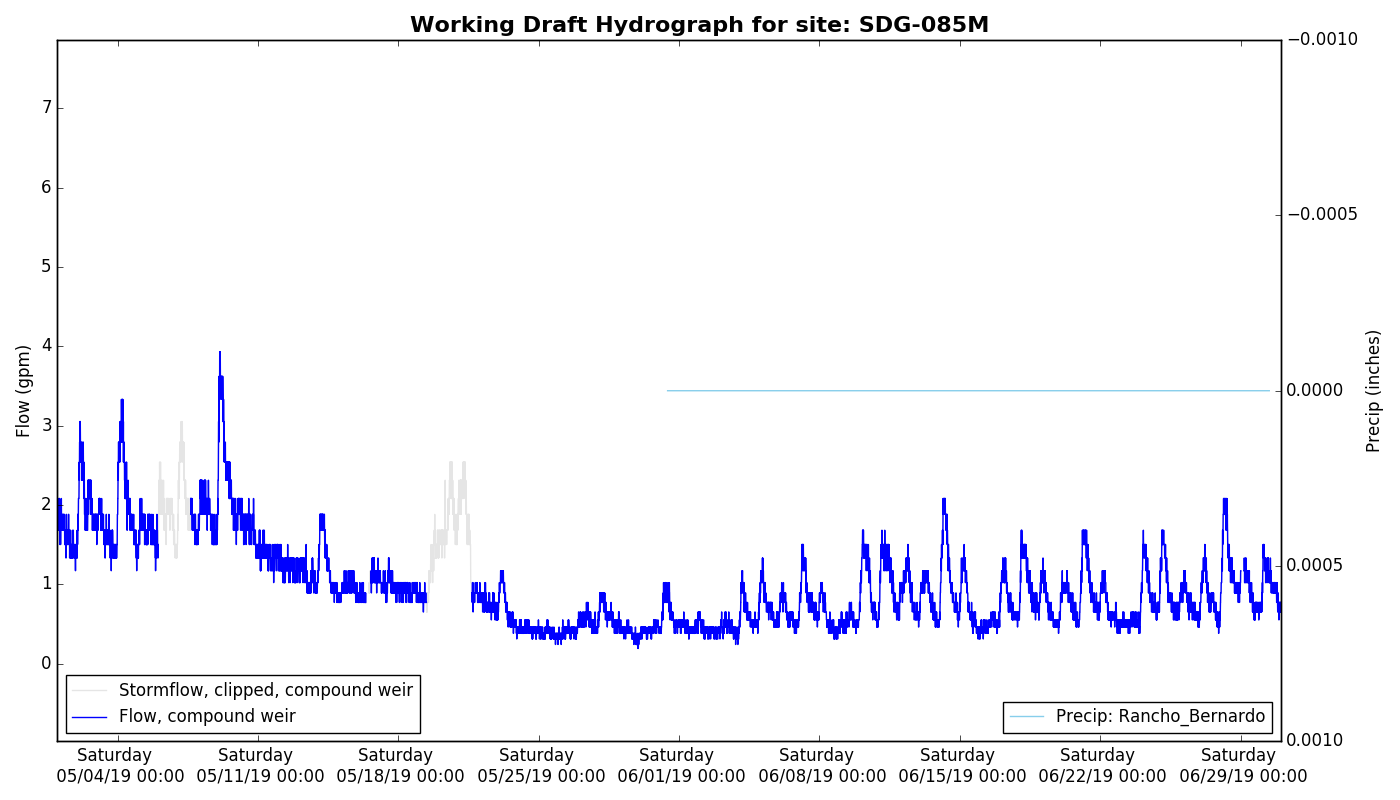 Working Draft Hydrograph for site: SDG-085M
Flow (gpm)
7
6
5
4
3
2
1
0
−0.0010
−0.0005
0.0000
0.0005
0.0010
Precip (inches)
Stormflow, clipped, compound weir
Flow, compound weir
Precip: Rancho_Bernardo
Saturday Saturday Saturday Saturday Saturday Saturday Saturday Saturday Saturday
05/04/19 00:00 05/11/19 00:00 05/18/19 00:00 05/25/19 00:00 06/01/19 00:00 06/08/19 00:00 06/15/19 00:00 06/22/19 00:00 06/29/19 00:00